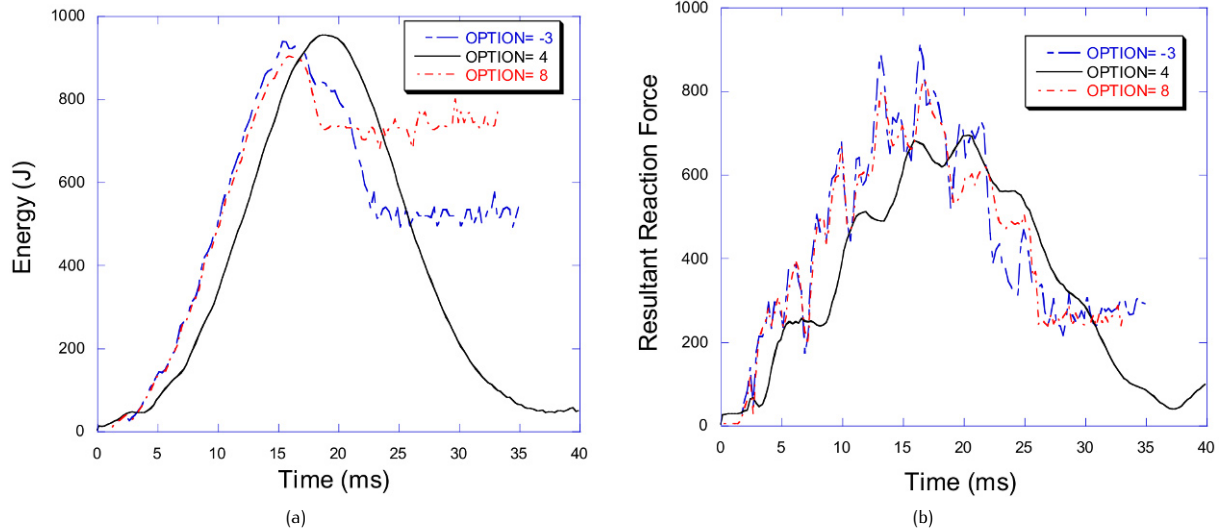 1000
800
600
400
200
0
Energy (J)
OPTION= -3
OPTION= 4
OPTION= 8
0 5 10 15 20 25 30 35 40
Time (ms)
(a)
1000
800
600
400
200
0
Resultant Reaction Force
OPTION= -3
OPTION= 4
OPTION= 8
0 5 10 15 20 25 30 35 40
Time (ms)
(b)